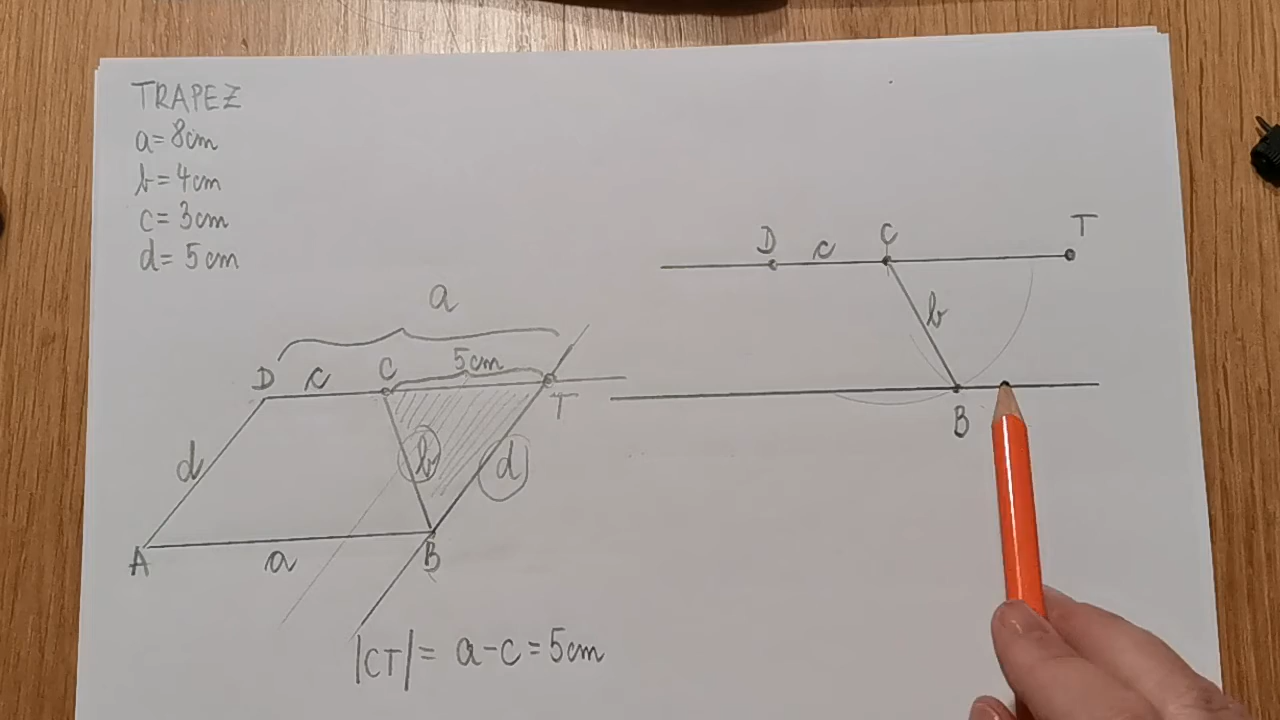 TRAPEZ
a=8cm
b=4cm
c=3cm
d=5cm
a
D c C 5cm
T
d b d
A a B
|CT|= a-c=5cm
D c C T
b
B